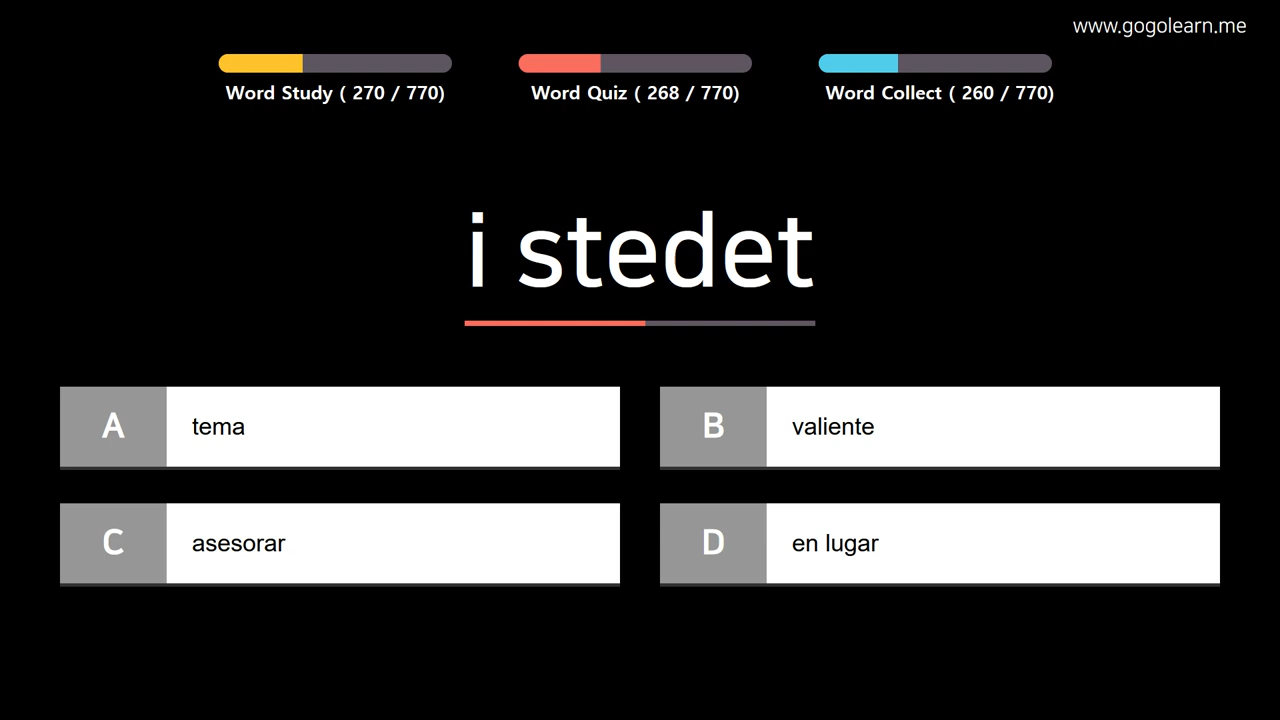 www.gogolearn.me
Word Study ( 270 / 770)
Word Quiz ( 268 / 770)
Word Collect ( 260 / 770)
i stedet
A
tema
B
valiente
C
asesorar
D
en lugar